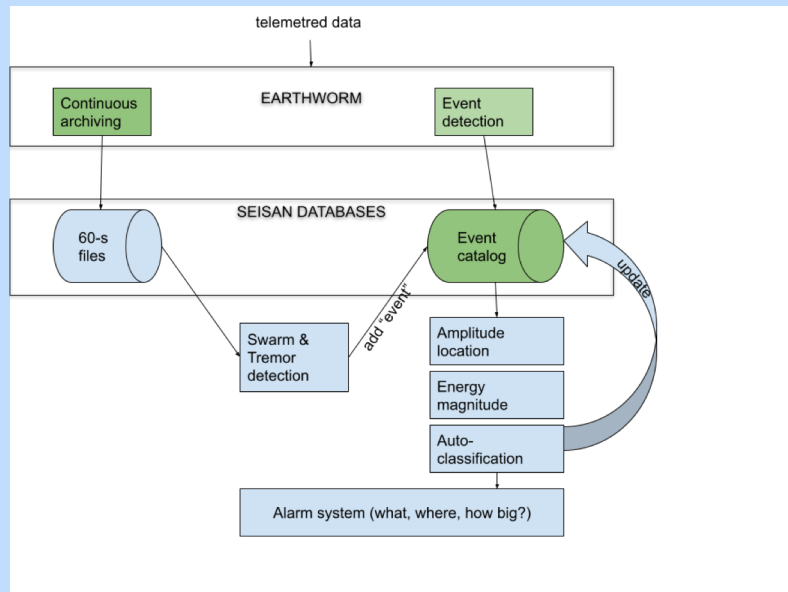 telemetred data
EARTHWORM
Continuous
archiving
Event
detection
SEISAN DATABASES
60-s
files
Event
catalog
update
add "event"
Swarm &
Tremor
detection
Amplitude
location
Energy
magnitude
Auto-
classification
Alarm system (what, where, how big?)